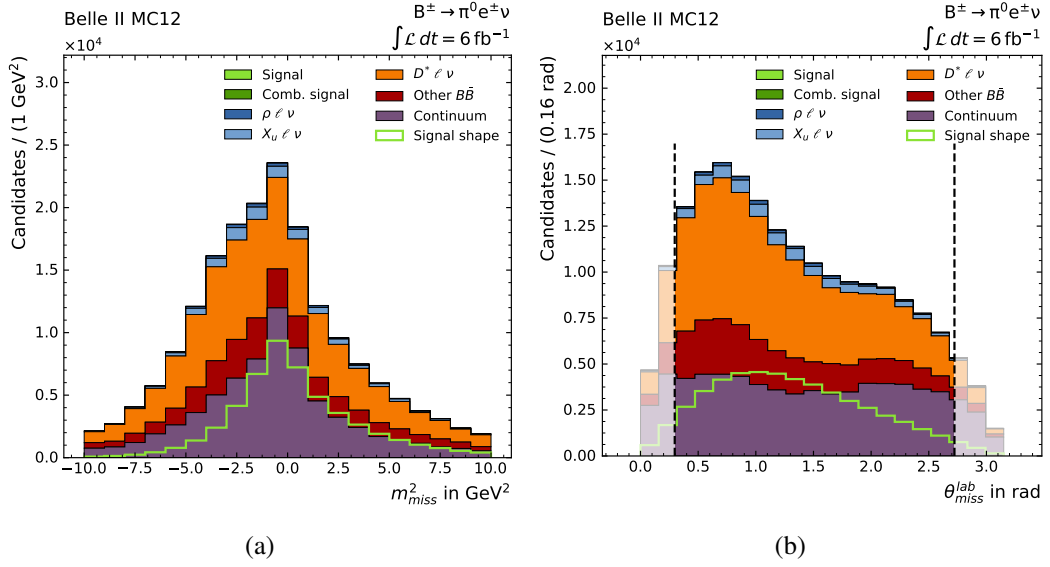 Belle II MC12
B± → π⁰e±ν
∫ℒ dt = 6 fb⁻¹
×10⁴
Candidates / (1 GeV²)
3.0
2.5
2.0
1.5
1.0
0.5
0.0
Signal
Comb. signal
ρ ℓ ν
X_u ℓ ν
D* ℓ ν
Other BB̄
Continuum
Signal shape
−10.0 −7.5 −5.0 −2.5 0.0 2.5 5.0 7.5 10.0
m²_miss in GeV²
(a)
Belle II MC12
B± → π⁰e±ν
∫ℒ dt = 6 fb⁻¹
×10⁴
Candidates / (0.16 rad)
2.00
1.75
1.50
1.25
1.00
0.75
0.50
0.25
0.00
Signal
Comb. signal
ρ ℓ ν
X_u ℓ ν
D* ℓ ν
Other BB̄
Continuum
Signal shape
0.0 0.5 1.0 1.5 2.0 2.5 3.0
θ^lab_miss in rad
(b)